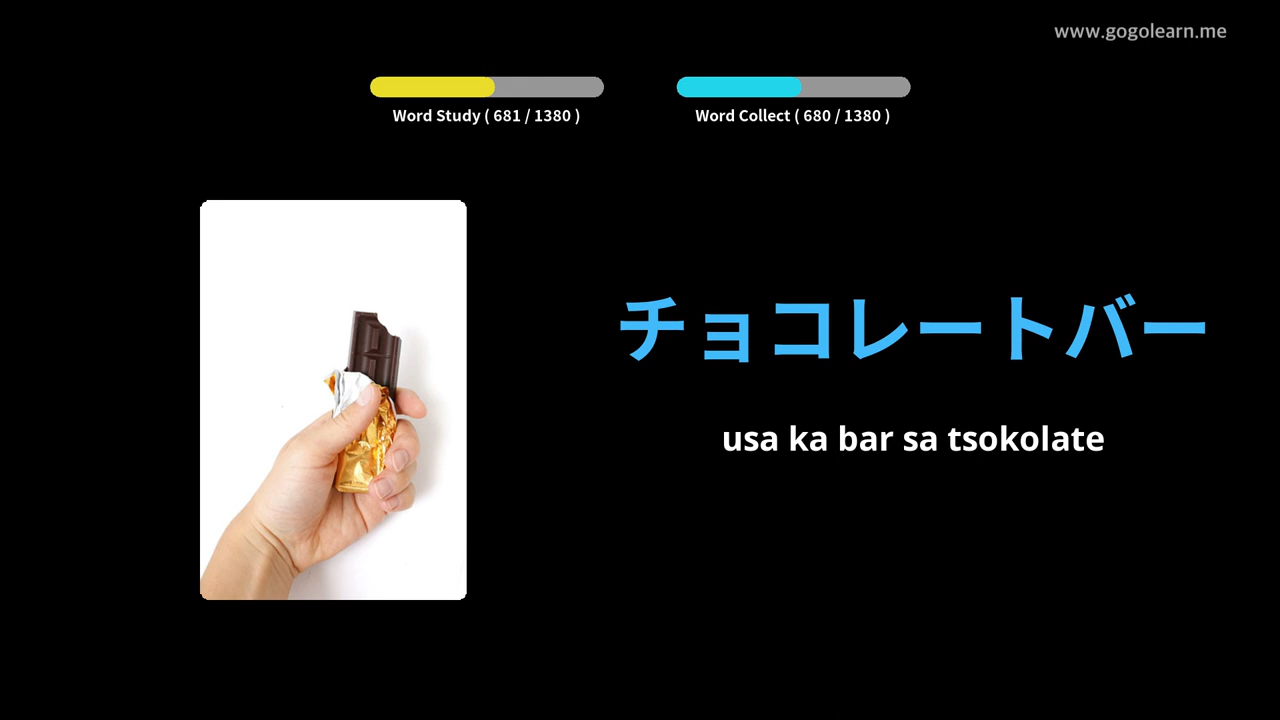 www.gogolearn.me
Word Study ( 681 / 1380 )
Word Collect ( 680 / 1380 )
チョコレートバー
usa ka bar sa tsokolate